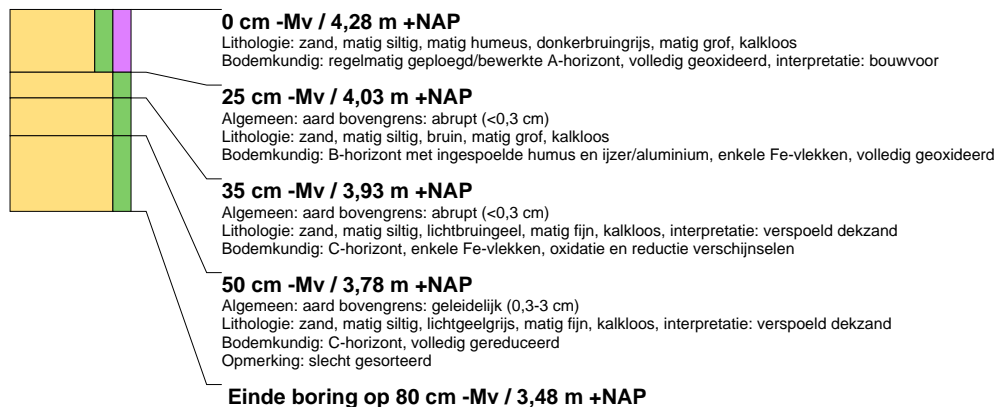 0 cm -Mv / 4,28 m +NAP
Lithologie: zand, matig siltig, matig humeus, donkerbruingrijs, matig grof, kalkloos
Bodemkundig: regelmatig geploegd/bewerkte A-horizont, volledig geoxideerd, interpretatie: bouwvoor
25 cm -Mv / 4,03 m +NAP
Algemeen: aard bovengrens: abrupt (<0,3 cm)
Lithologie: zand, matig siltig, bruin, matig grof, kalkloos
Bodemkundig: B-horizont met ingespoelde humus en ijzer/aluminium, enkele Fe-vlekken, volledig geoxideerd
35 cm -Mv / 3,93 m +NAP
Algemeen: aard bovengrens: abrupt (<0,3 cm)
Lithologie: zand, matig siltig, lichtbruingeel, matig fijn, kalkloos, interpretatie: verspoeld dekzand
Bodemkundig: C-horizont, enkele Fe-vlekken, oxidatie en reductie verschijnselen
50 cm -Mv / 3,78 m +NAP
Algemeen: aard bovengrens: geleidelijk (0,3-3 cm)
Lithologie: zand, matig siltig, lichtgeelgrijs, matig fijn, kalkloos, interpretatie: verspoeld dekzand
Bodemkundig: C-horizont, volledig gereduceerd
Opmerking: slecht gesorteerd
Einde boring op 80 cm -Mv / 3,48 m +NAP